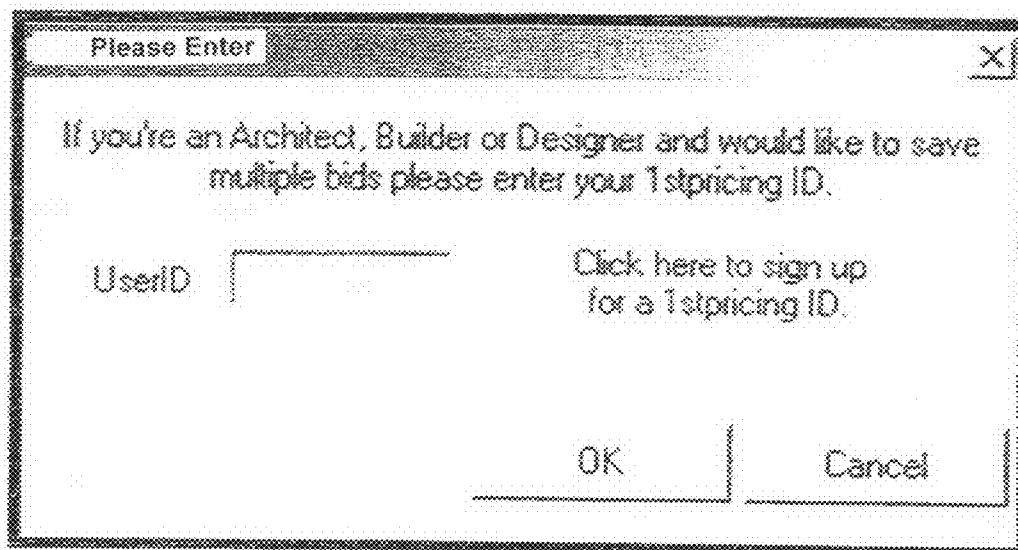 Please Enter
If you're an Architect, Builder or Designer and would like to save
multiple bids please enter your 1stpricing ID.
UserID
Click here to sign up
for a 1stpricing ID.
OK
Cancel